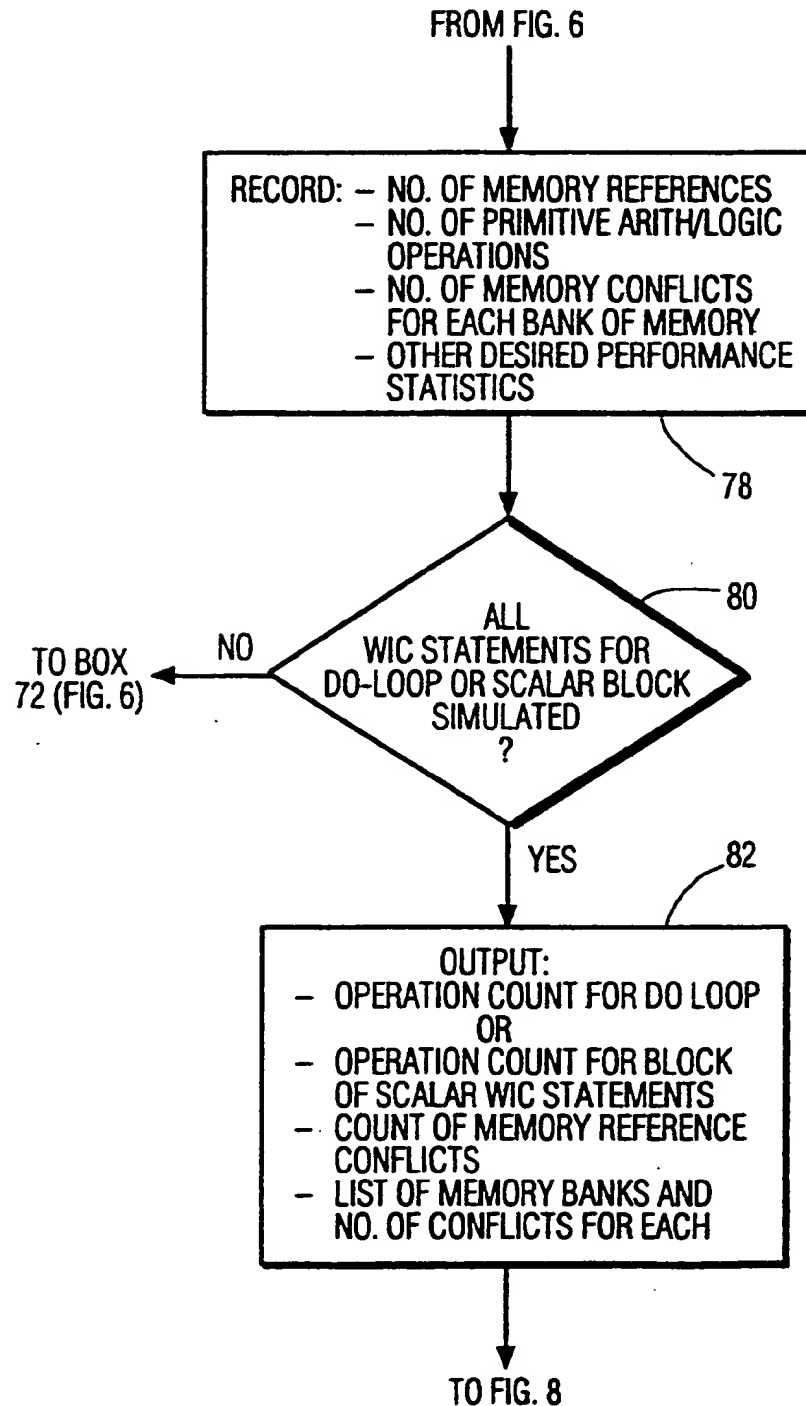 FROM FIG. 6
RECORD: – NO. OF MEMORY REFERENCES
– NO. OF PRIMITIVE ARITH/LOGIC
OPERATIONS
– NO. OF MEMORY CONFLICTS
FOR EACH BANK OF MEMORY
– OTHER DESIRED PERFORMANCE
STATISTICS
78
80
ALL
WIC STATEMENTS FOR
DO-LOOP OR SCALAR BLOCK
SIMULATED
?
NO
TO BOX
72 (FIG. 6)
YES
82
OUTPUT:
– OPERATION COUNT FOR DO LOOP
OR
– OPERATION COUNT FOR BLOCK
OF SCALAR WIC STATEMENTS
– COUNT OF MEMORY REFERENCE
CONFLICTS
– LIST OF MEMORY BANKS AND
NO. OF CONFLICTS FOR EACH
TO FIG. 8